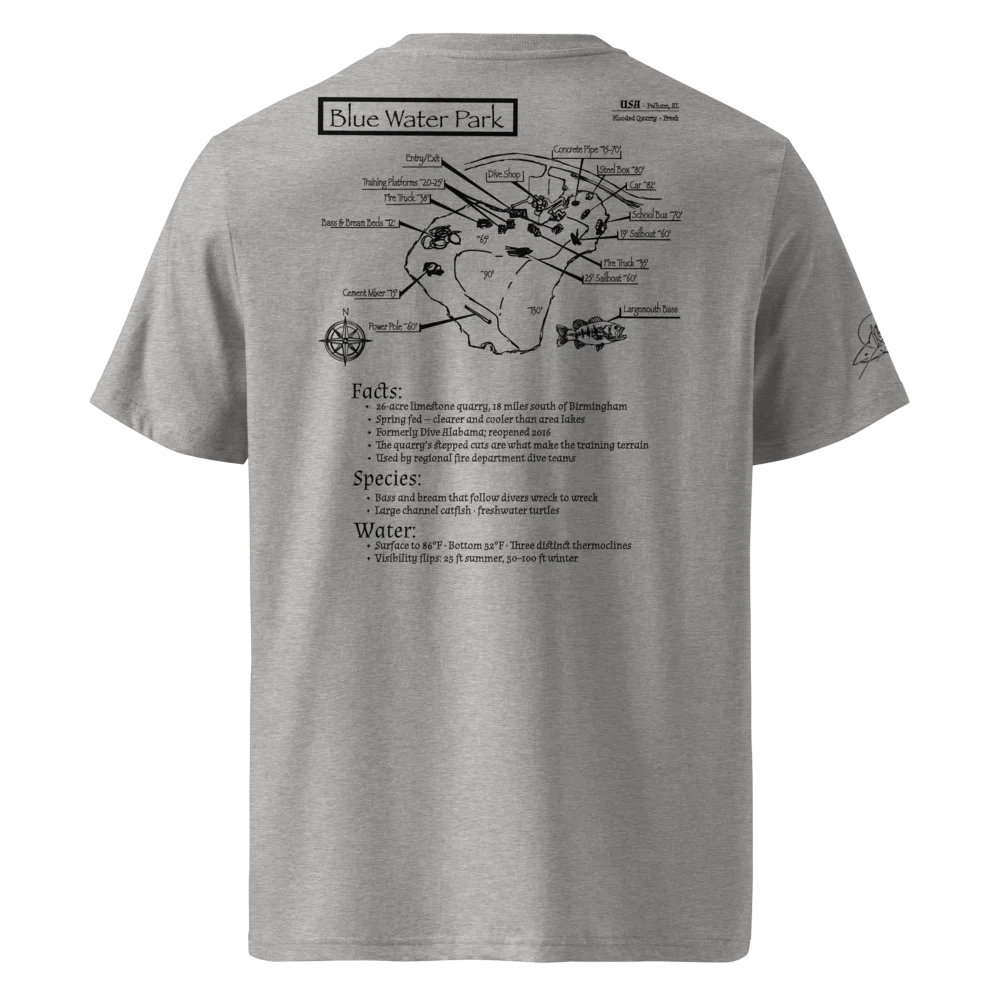 Blue Water Park
USA · Pelham, AL
Flooded Quarry · Fresh
Entry/Exit
Training Platforms ~20-25'
Fire Truck ~38'
Bass & Bream Beds ~12'
Cement Mixer ~15'
Power Pole ~60'
Dive Shop
Concrete Pipe ~15-70'
Steel Box ~80'
Car ~82'
School Bus ~70'
19' Sailboat ~60'
Fire Truck ~35'
25' Sailboat ~60'
Largemouth Bass
~69'
~90'
~130'
N
Facts:
• 26-acre limestone quarry, 18 miles south of Birmingham
• Spring fed – clearer and cooler than area lakes
• Formerly Dive Alabama; reopened 2016
• The quarry's stepped cuts are what make the training terrain
• Used by regional fire department dive teams
Species:
• Bass and bream that follow divers wreck to wreck
• Large channel catfish · freshwater turtles
Water:
• Surface to 86°F · Bottom 52°F · Three distinct thermoclines
• Visibility flips: 25 ft summer, 50–100 ft winter